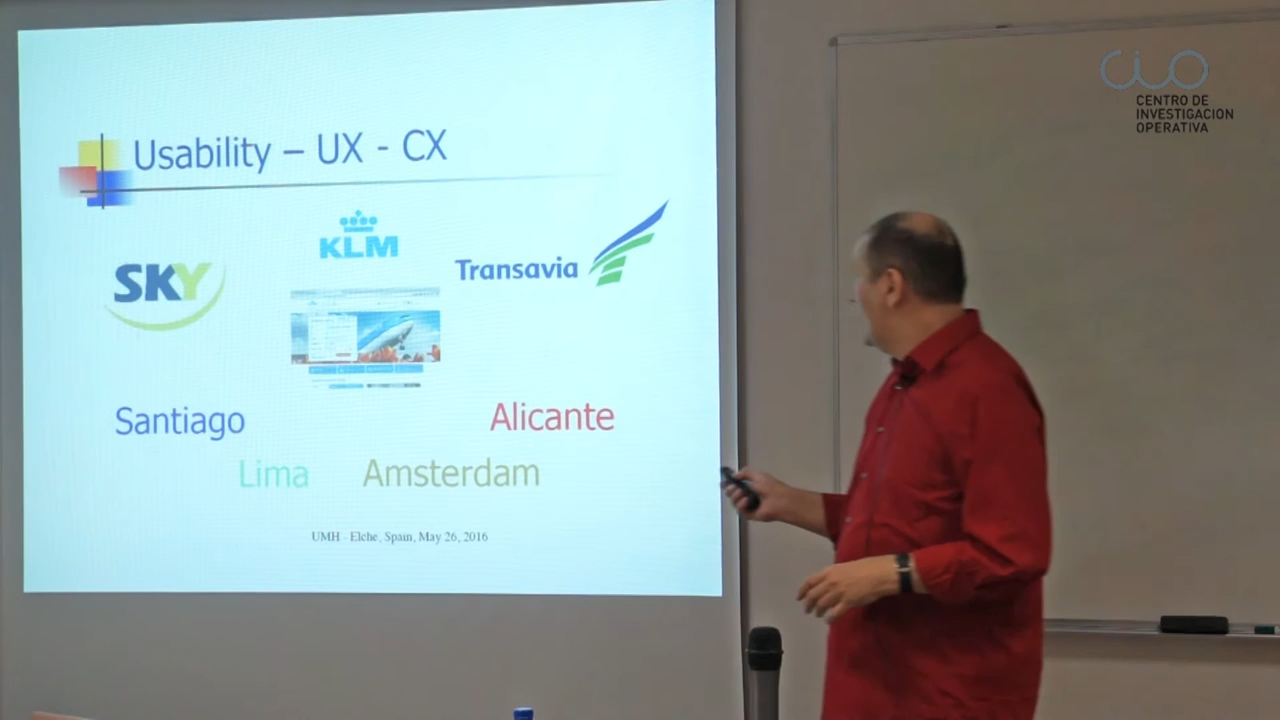 Usability – UX - CX
KLM
SKY
Transavia
Santiago
Alicante
Lima
Amsterdam
UMH - Elche, Spain, May 26, 2016
CIO
CENTRO DE
INVESTIGACION
OPERATIVA